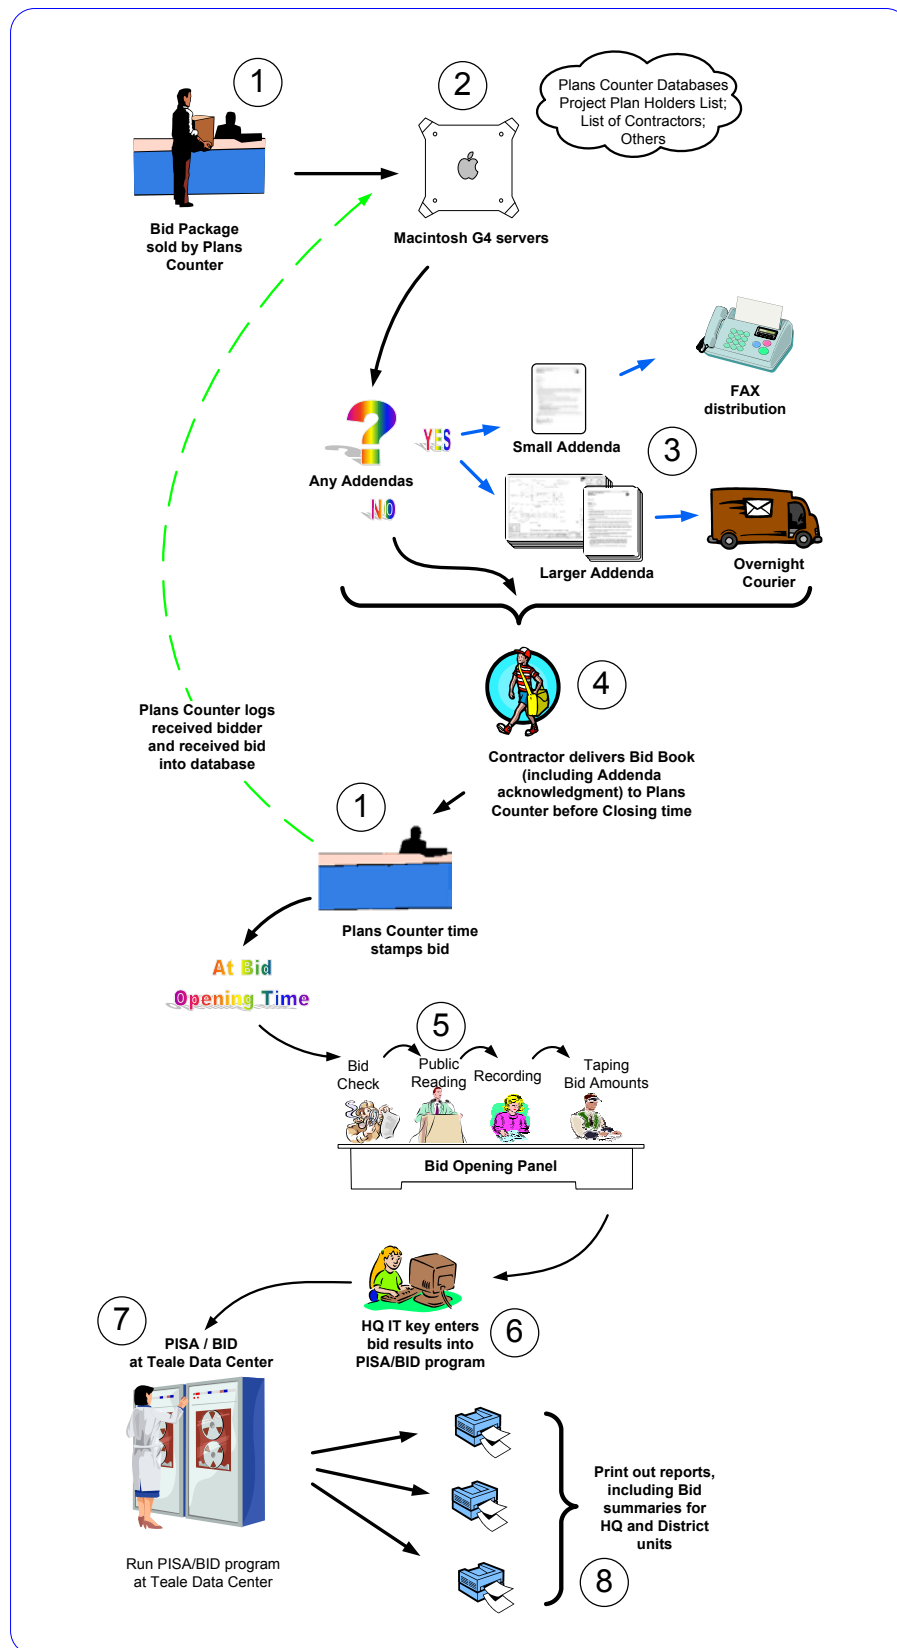 1
2
Plans Counter Databases
Project Plan Holders List;
List of Contractors;
Others
Bid Package
sold by Plans
Counter
Macintosh G4 servers
FAX
distribution
?
YES
Small Addenda
3
Any Addendas
NO
Larger Addenda
Overnight
Courier
4
Plans Counter logs
received bidder
and received bid
into database
Contractor delivers Bid Book
(including Addenda
acknowledgment) to Plans
Counter before Closing time
1
Plans Counter time
stamps bid
At Bid
Opening Time
5
Bid
Check
Public
Reading
Recording
Taping
Bid Amounts
Bid Opening Panel
6
HQ IT key enters
bid results into
PISA/BID program
7
PISA / BID
at Teale Data Center
Print out reports,
including Bid
summaries for
HQ and District
units
8
Run PISA/BID program
at Teale Data Center